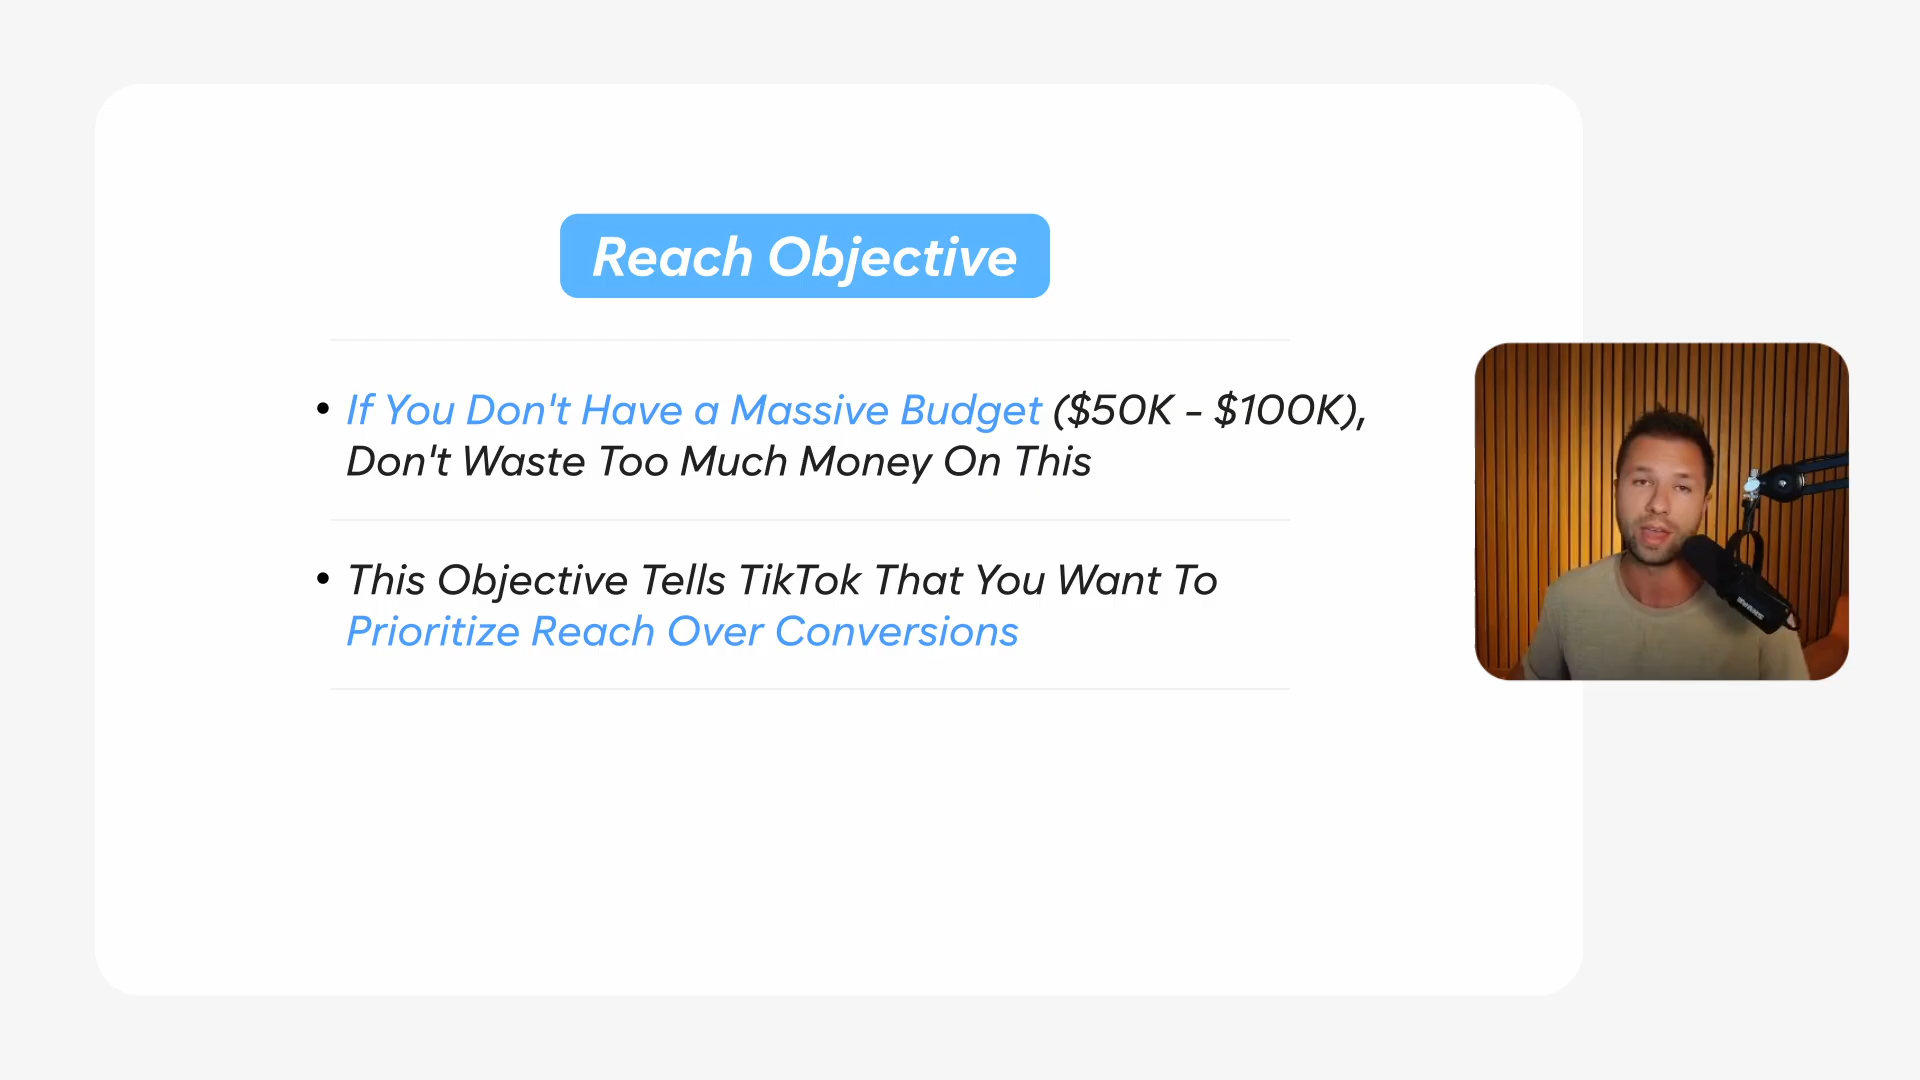 Reach Objective
• If You Don't Have a Massive Budget ($50K - $100K),
Don't Waste Too Much Money On This
• This Objective Tells TikTok That You Want To
Prioritize Reach Over Conversions